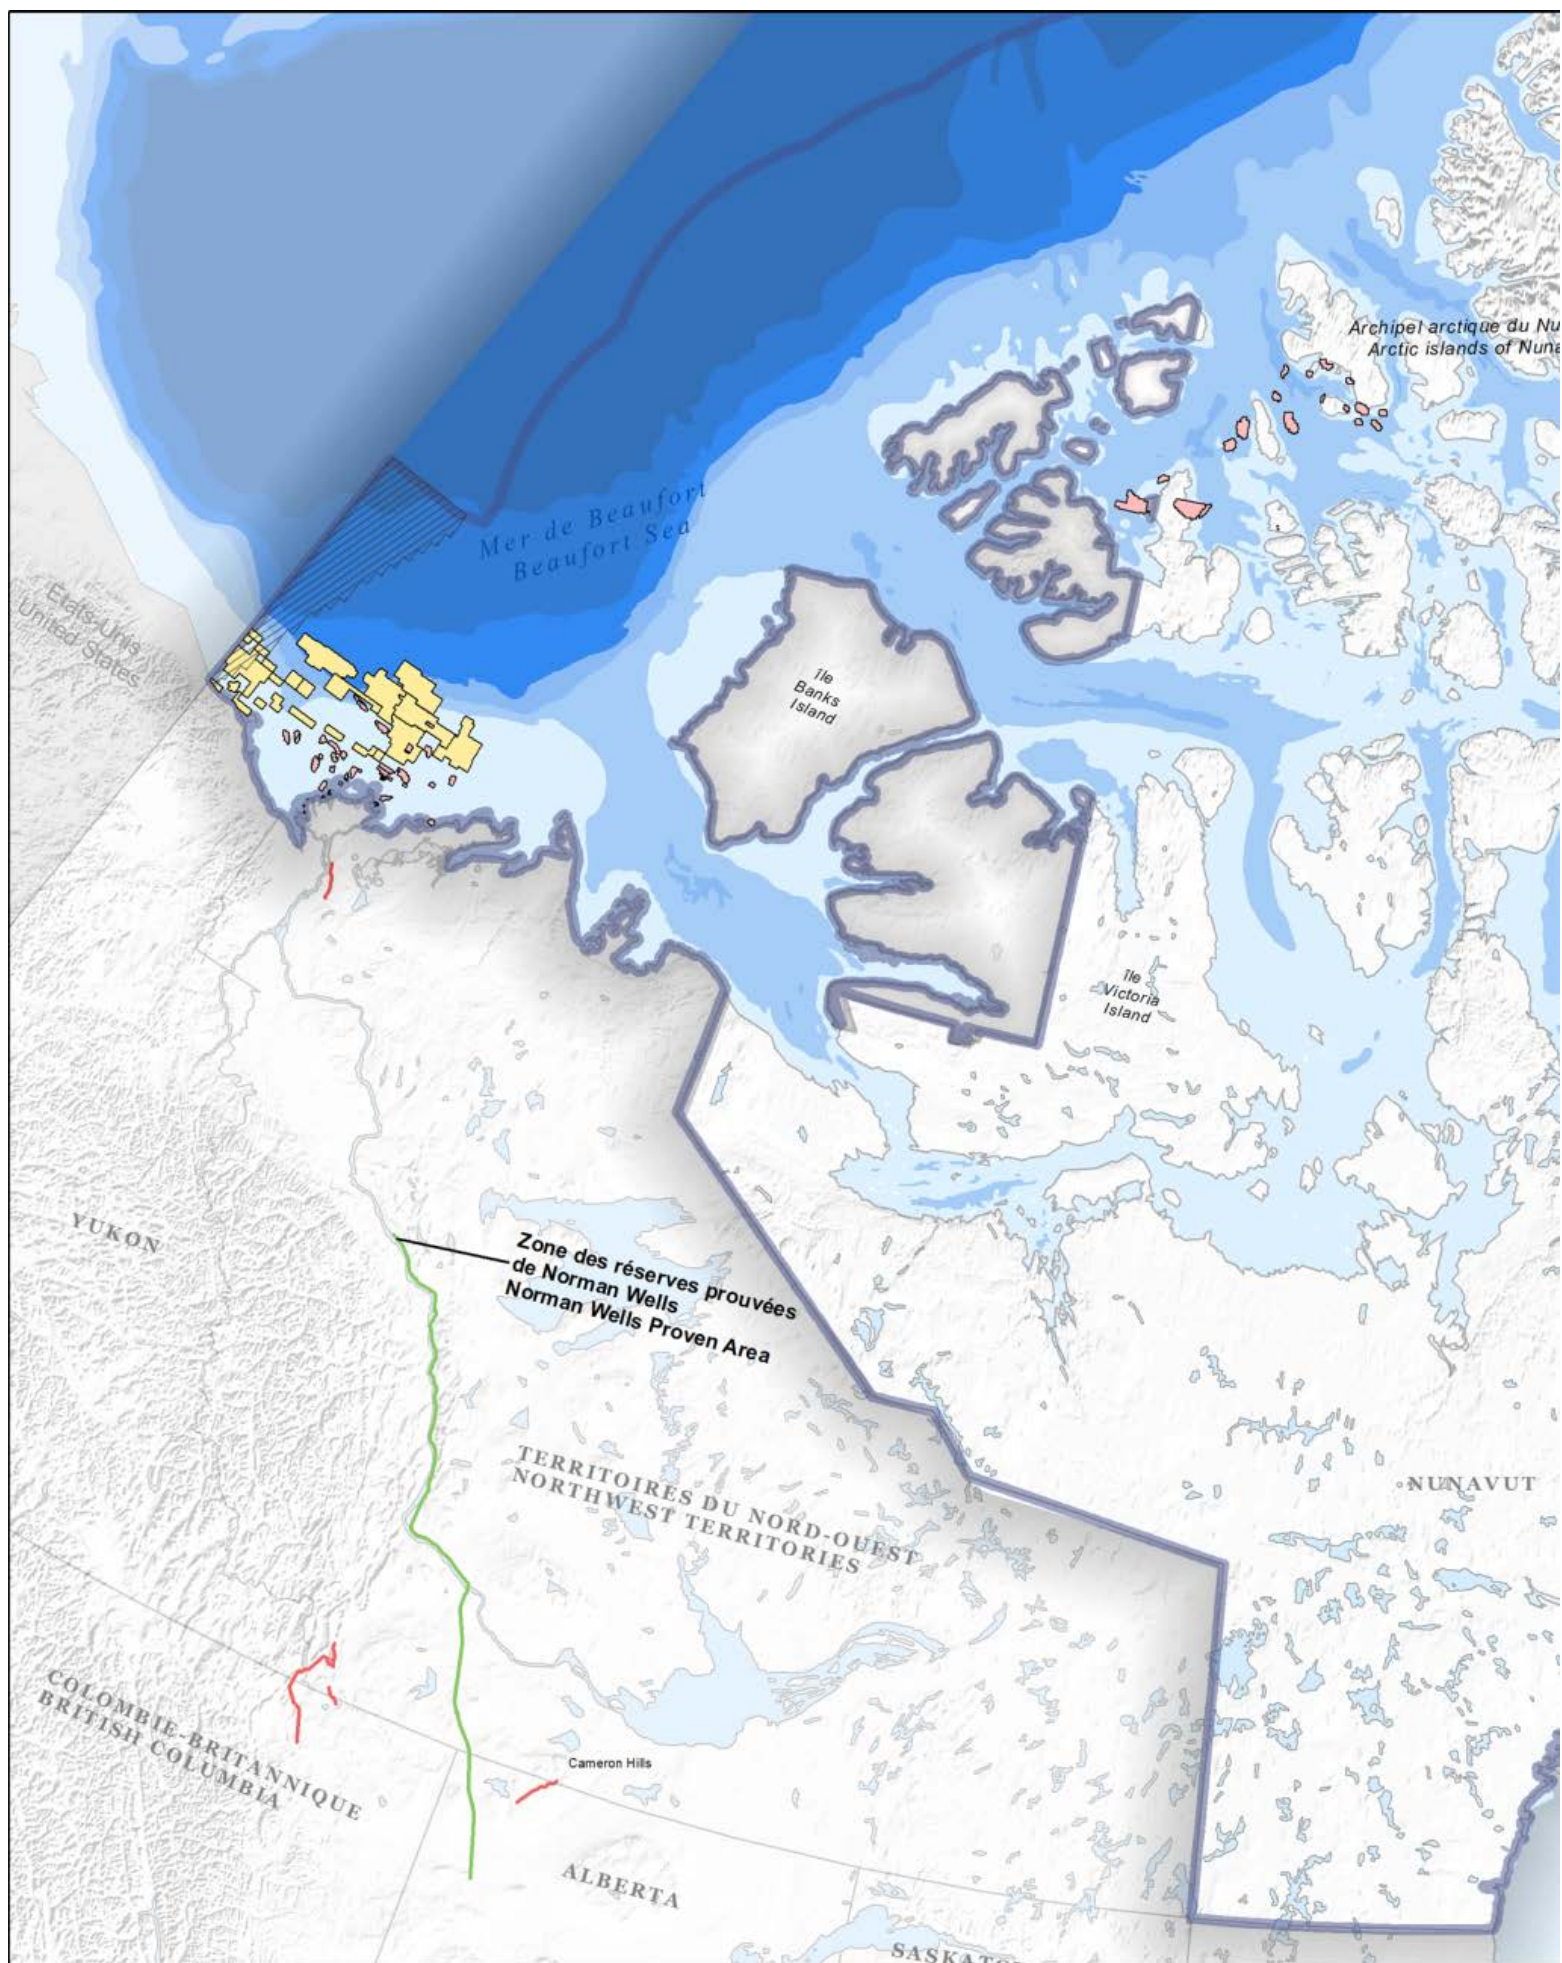 Archipel arctique du Nu
Arctic islands of Nuna
Mer de Beaufort
Beaufort Sea
États-Unis
United States
île
Banks
Island
île
Victoria
Island
YUKON
Zone des réserves prouvées
de Norman Wells
Norman Wells Proven Area
TERRITOIRES DU NORD-OUEST
NORTHWEST TERRITORIES
NUNAVUT
COLOMBIE-BRITANNIQUE
BRITISH COLUMBIA
Cameron Hills
ALBERTA
SASKATC